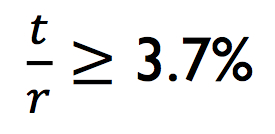 t/r ≥ 3.7%